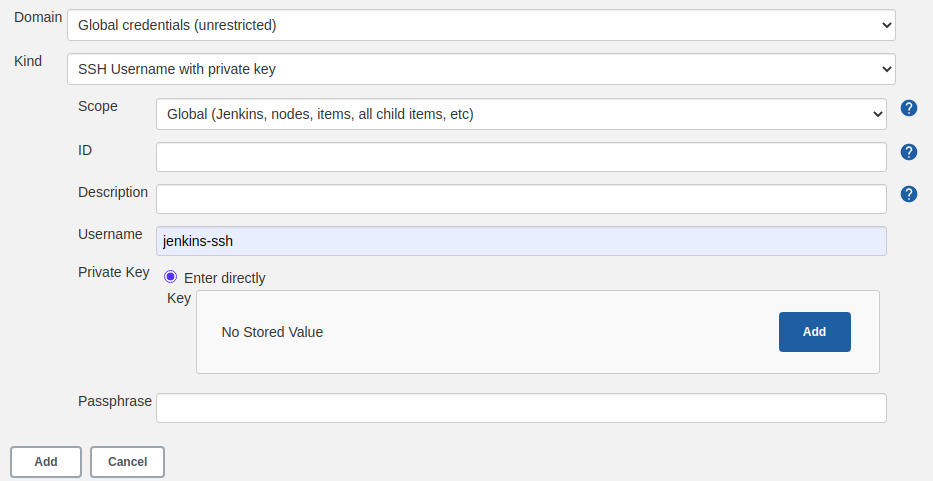 Domain Global credentials (unrestricted)
Kind SSH Username with private key
Scope Global (Jenkins, nodes, items, all child items, etc)
ID
Description
Username jenkins-ssh
Private Key Enter directly
Key
No Stored Value Add
Passphrase
Add Cancel